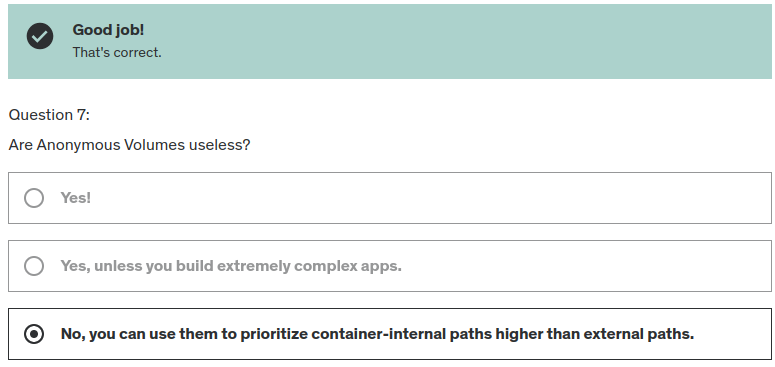 Good job!
That's correct.
Question 7:
Are Anonymous Volumes useless?
Yes!
Yes, unless you build extremely complex apps.
No, you can use them to prioritize container-internal paths higher than external paths.